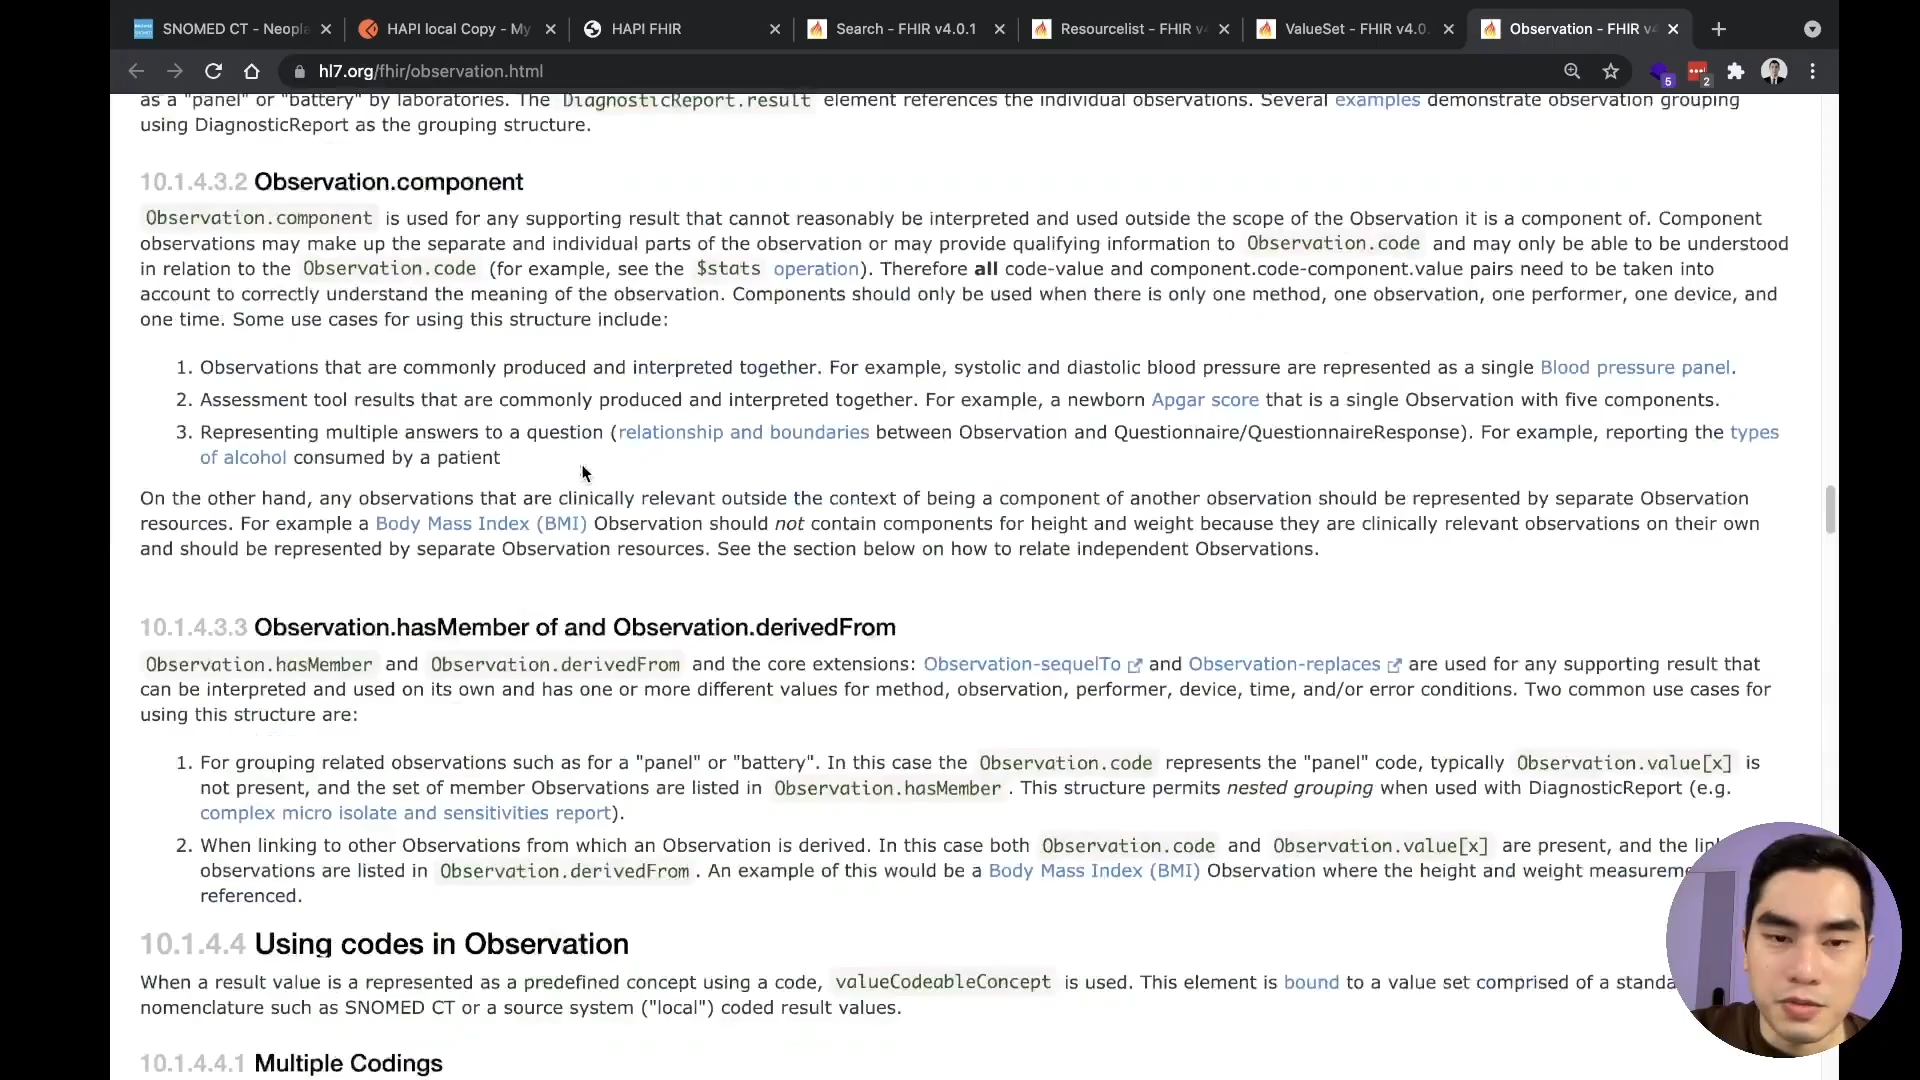 SNOMED CT - Neopla
HAPI local Copy - My
HAPI FHIR
Search - FHIR v4.0.1
Resourcelist - FHIR v4
ValueSet - FHIR v4.0.
Observation - FHIR v4
hl7.org/fhir/observation.html
5
2
as a "panel" or "battery" by laboratories. The DiagnosticReport.result element references the individual observations. Several examples demonstrate observation grouping
using DiagnosticReport as the grouping structure.
10.1.4.3.2 Observation.component
Observation.component is used for any supporting result that cannot reasonably be interpreted and used outside the scope of the Observation it is a component of. Component
observations may make up the separate and individual parts of the observation or may provide qualifying information to Observation.code and may only be able to be understood
in relation to the Observation.code (for example, see the $stats operation). Therefore all code-value and component.code-component.value pairs need to be taken into
account to correctly understand the meaning of the observation. Components should only be used when there is only one method, one observation, one performer, one device, and
one time. Some use cases for using this structure include:
1. Observations that are commonly produced and interpreted together. For example, systolic and diastolic blood pressure are represented as a single Blood pressure panel.
2. Assessment tool results that are commonly produced and interpreted together. For example, a newborn Apgar score that is a single Observation with five components.
3. Representing multiple answers to a question (relationship and boundaries between Observation and Questionnaire/QuestionnaireResponse). For example, reporting the types
of alcohol consumed by a patient
On the other hand, any observations that are clinically relevant outside the context of being a component of another observation should be represented by separate Observation
resources. For example a Body Mass Index (BMI) Observation should not contain components for height and weight because they are clinically relevant observations on their own
and should be represented by separate Observation resources. See the section below on how to relate independent Observations.
10.1.4.3.3 Observation.hasMember of and Observation.derivedFrom
Observation.hasMember and Observation.derivedFrom and the core extensions: Observation-sequelTo and Observation-replaces are used for any supporting result that
can be interpreted and used on its own and has one or more different values for method, observation, performer, device, time, and/or error conditions. Two common use cases for
using this structure are:
1. For grouping related observations such as for a "panel" or "battery". In this case the Observation.code represents the "panel" code, typically Observation.value[x] is
not present, and the set of member Observations are listed in Observation.hasMember. This structure permits nested grouping when used with DiagnosticReport (e.g.
complex micro isolate and sensitivities report).
2. When linking to other Observations from which an Observation is derived. In this case both Observation.code and Observation.value[x] are present, and the lin
observations are listed in Observation.derivedFrom. An example of this would be a Body Mass Index (BMI) Observation where the height and weight measureme
referenced.
10.1.4.4 Using codes in Observation
When a result value is a represented as a predefined concept using a code, valueCodeableConcept is used. This element is bound to a value set comprised of a standa
nomenclature such as SNOMED CT or a source system ("local") coded result values.
10.1.4.4.1 Multiple Codings